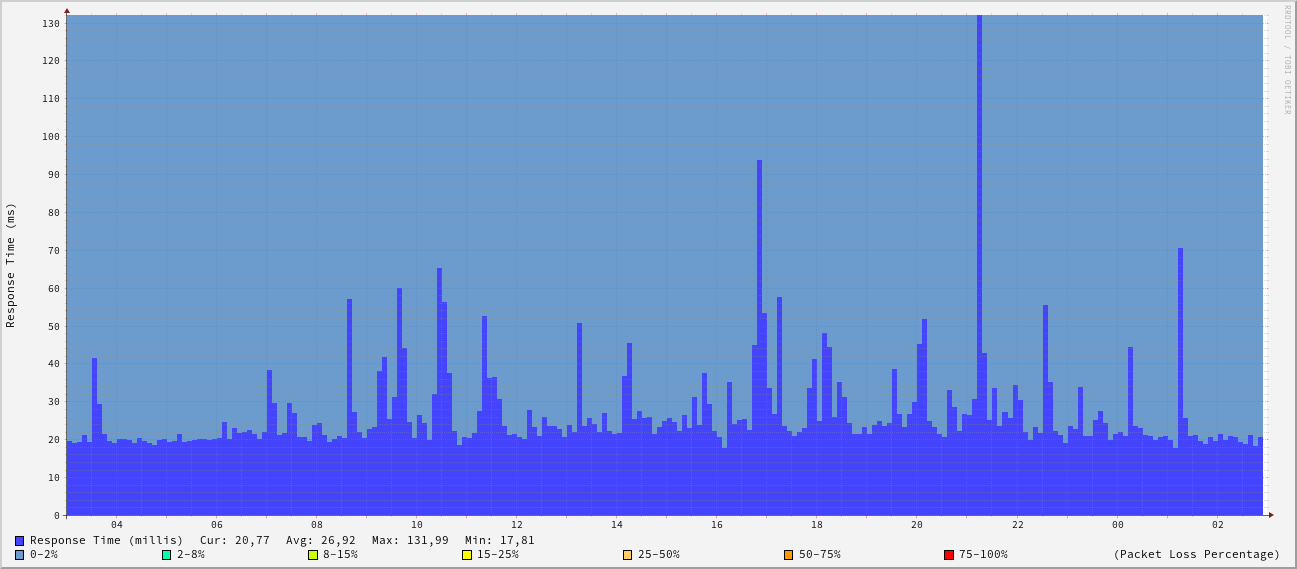 RRDTOOL / TOBI OETIKER
Response Time (ms)
130
120
110
100
90
80
70
60
50
40
30
20
10
0
04 06 08 10 12 14 16 18 20 22 00 02
Response Time (millis) Cur: 20,77 Avg: 26,92 Max: 131,99 Min: 17,81
0-2% 2-8% 8-15% 15-25% 25-50% 50-75% 75-100% (Packet Loss Percentage)